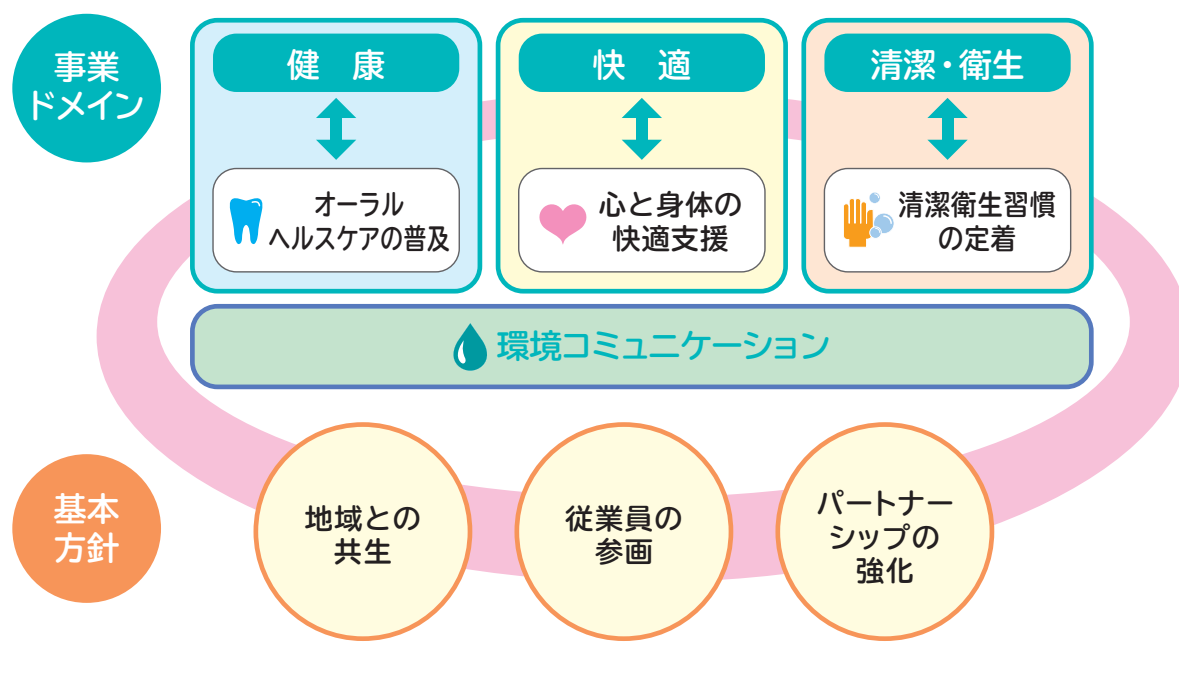 事業
ドメイン
健 康
オーラル
ヘルスケアの普及
快 適
心と身体の
快適支援
清潔・衛生
清潔衛生習慣
の定着
環境コミュニケーション
基本
方針
地域との
共生
従業員の
参画
パートナー
シップの
強化